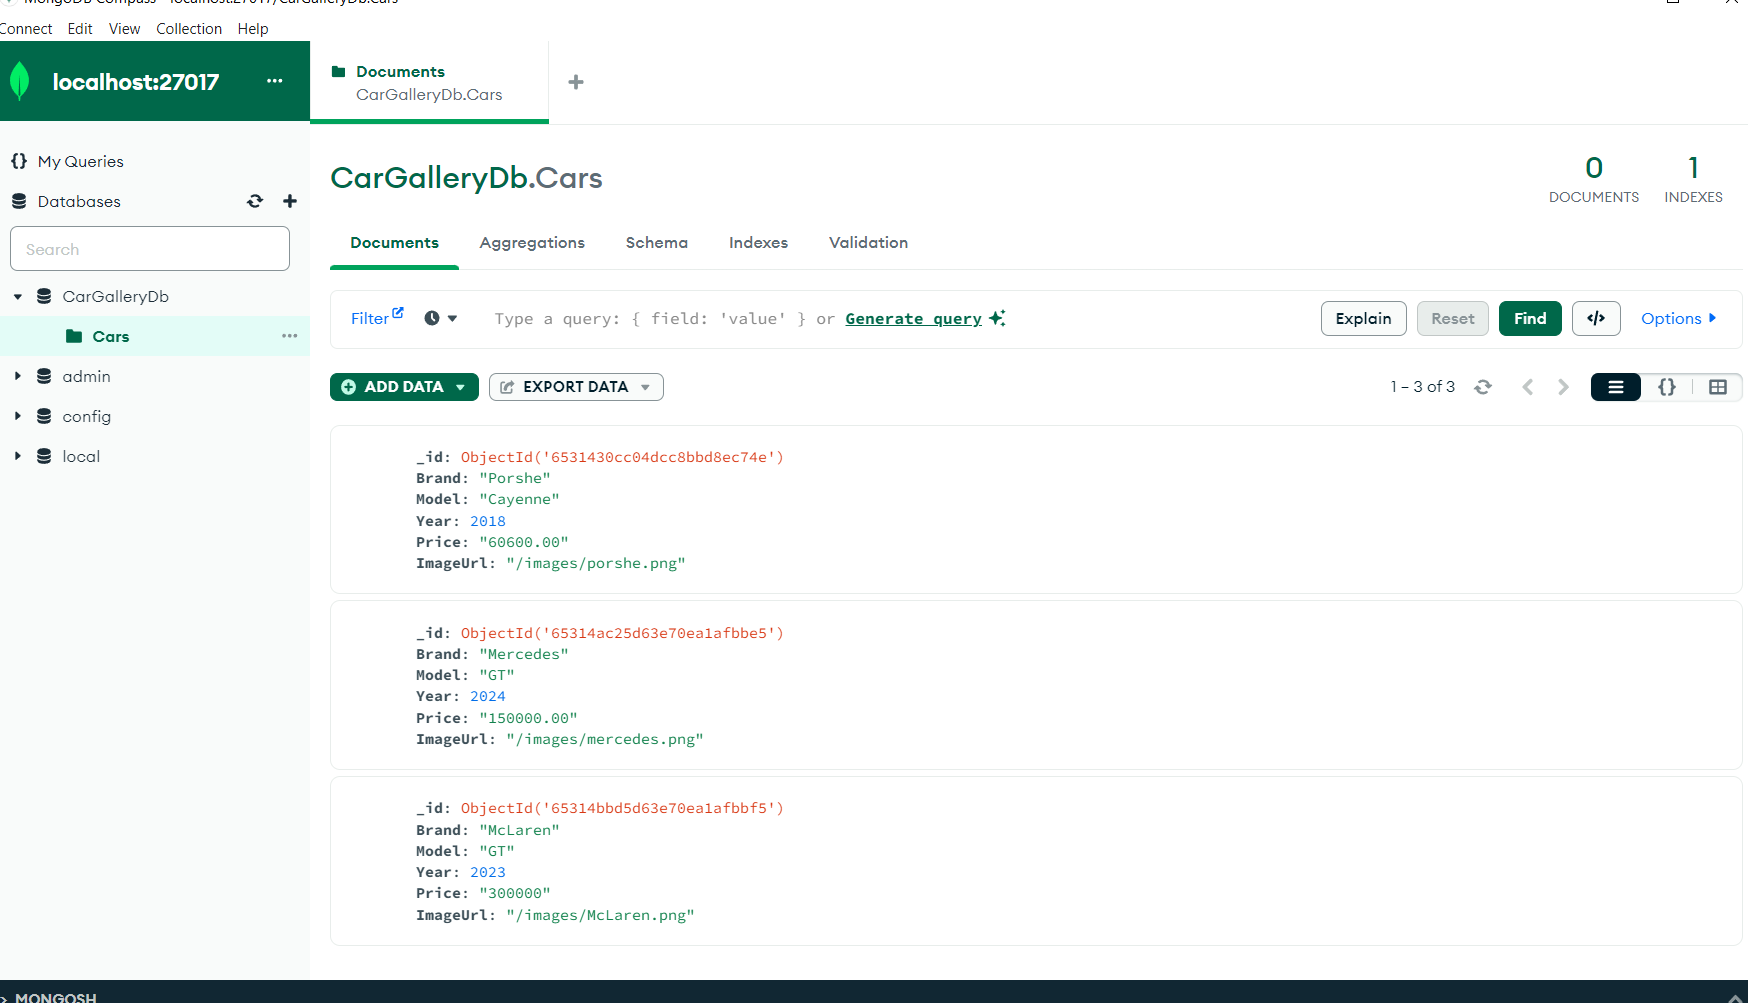 MongoDB Compass - localhost:27017/CarGalleryDb.Cars
Connect Edit View Collection Help
localhost:27017
Documents
CarGalleryDb.Cars
My Queries
Databases
Search
CarGalleryDb
Cars
admin
config
local
CarGalleryDb.Cars
0
DOCUMENTS
1
INDEXES
Documents Aggregations Schema Indexes Validation
Filter Type a query: { field: 'value' } or Generate query Explain Reset Find </> Options
ADD DATA EXPORT DATA 1 – 3 of 3 {}
_id: ObjectId('6531430cc04dcc8bbd8ec74e')
Brand: "Porshe"
Model: "Cayenne"
Year: 2018
Price: "60600.00"
ImageUrl: "/images/porshe.png"
_id: ObjectId('65314ac25d63e70ea1afbbe5')
Brand: "Mercedes"
Model: "GT"
Year: 2024
Price: "150000.00"
ImageUrl: "/images/mercedes.png"
_id: ObjectId('65314bbd5d63e70ea1afbbf5')
Brand: "McLaren"
Model: "GT"
Year: 2023
Price: "300000"
ImageUrl: "/images/McLaren.png"
>_MONGOSH